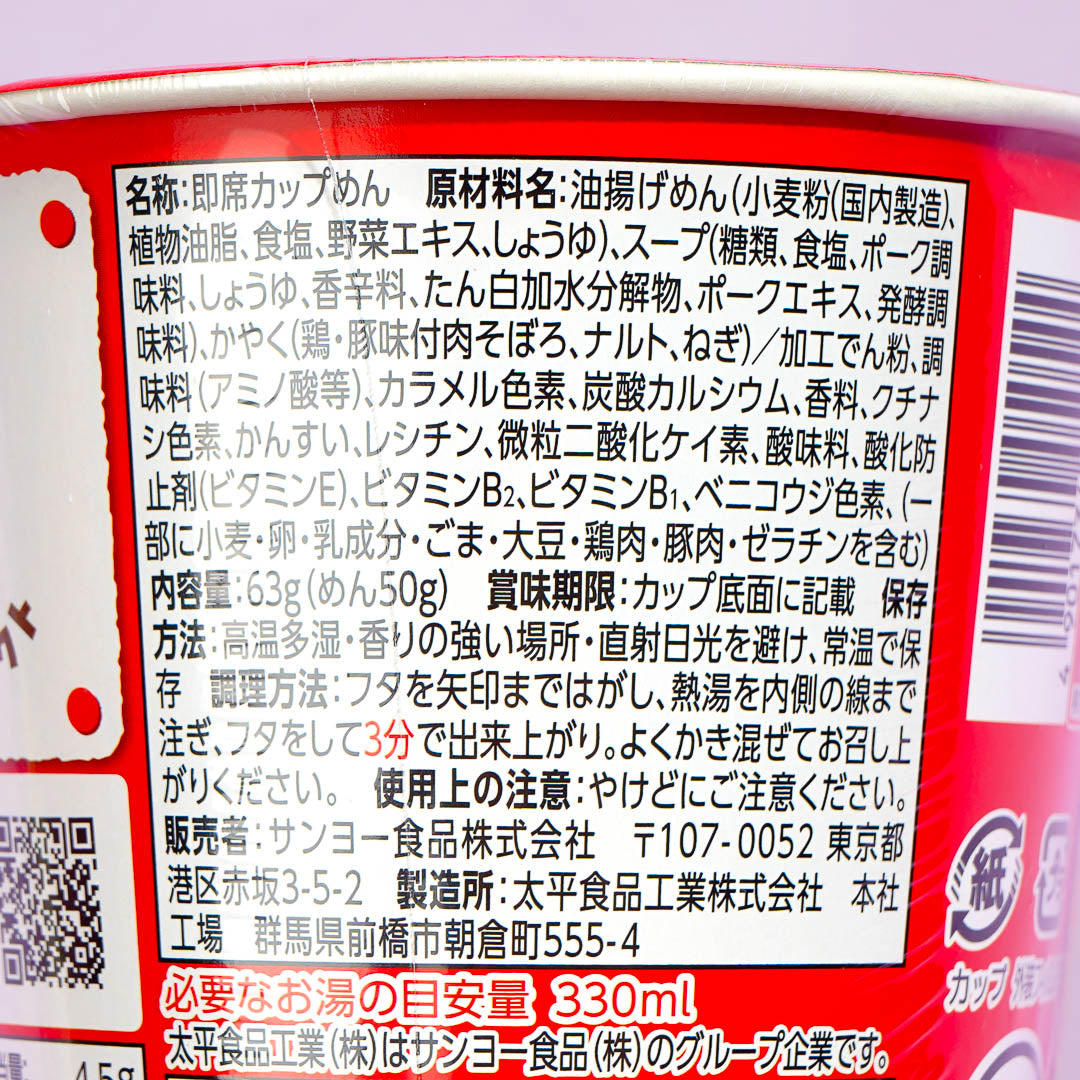 名称:即席カップめん　原材料名:油揚げめん(小麦粉(国内製造)、
植物油脂、食塩、野菜エキス、しょうゆ)、スープ(糖類、食塩、ポーク調
味料、しょうゆ、香辛料、たん白加水分解物、ポークエキス、発酵調
味料)、かやく(鶏・豚味付肉そぼろ、ナルト、ねぎ)/加工でん粉、調
味料(アミノ酸等)、カラメル色素、炭酸カルシウム、香料、クチナ
シ色素、かんすい、レシチン、微粒二酸化ケイ素、酸味料、酸化防
止剤(ビタミンE)、ビタミンB₂、ビタミンB₁、ベニコウジ色素、(一
部に小麦・卵・乳成分・ごま・大豆・鶏肉・豚肉・ゼラチンを含む)
内容量:63g(めん50g)　賞味期限:カップ底面に記載　保存
方法:高温多湿・香りの強い場所・直射日光を避け、常温で保
存　調理方法:フタを矢印まではがし、熱湯を内側の線まで
注ぎ、フタをして3分で出来上がり。よくかき混ぜてお召し上
がりください。　使用上の注意:やけどにご注意ください。
販売者:サンヨー食品株式会社　〒107-0052 東京都
港区赤坂3-5-2　製造所:太平食品工業株式会社　本社
工場　群馬県前橋市朝倉町555-4
必要なお湯の目安量 330ml
太平食品工業(株)はサンヨー食品(株)のグループ企業です。
紙
カップ
4.5g